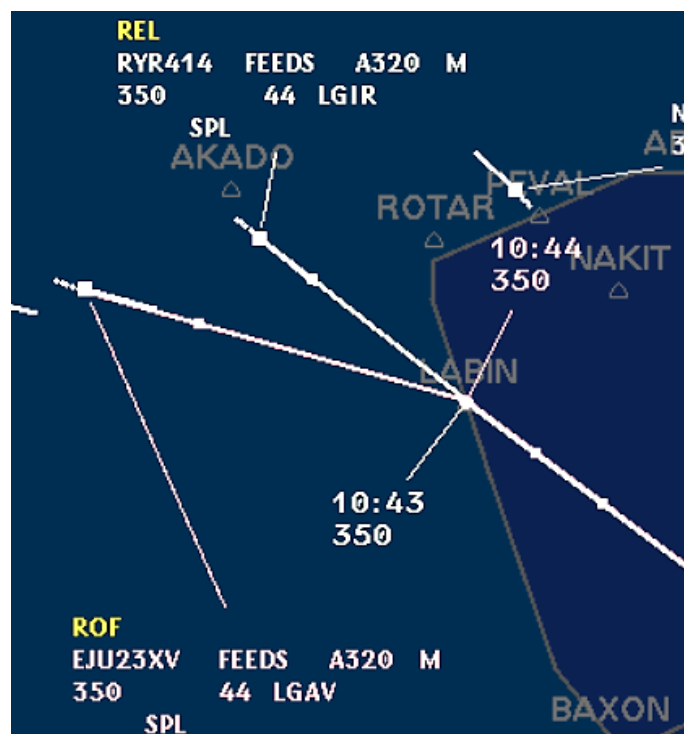 REL
RYR414 FEEDS A320 M
350 44 LGIR
SPL
AKADO
N
3
PEVAL
ROTAR
10:44
350
NAKIT
LABIN
10:43
350
ROF
EJU23XV FEEDS A320 M
350 44 LGAV
SPL
BAXON